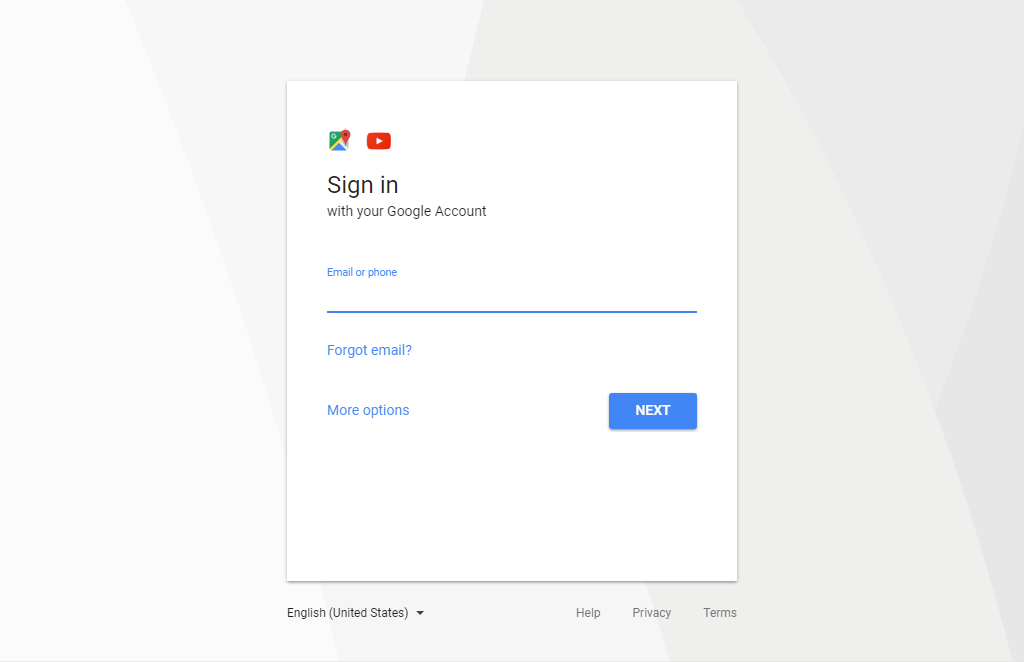 Sign in
with your Google Account
Email or phone
Forgot email?
More options
NEXT
English (United States)
Help
Privacy
Terms